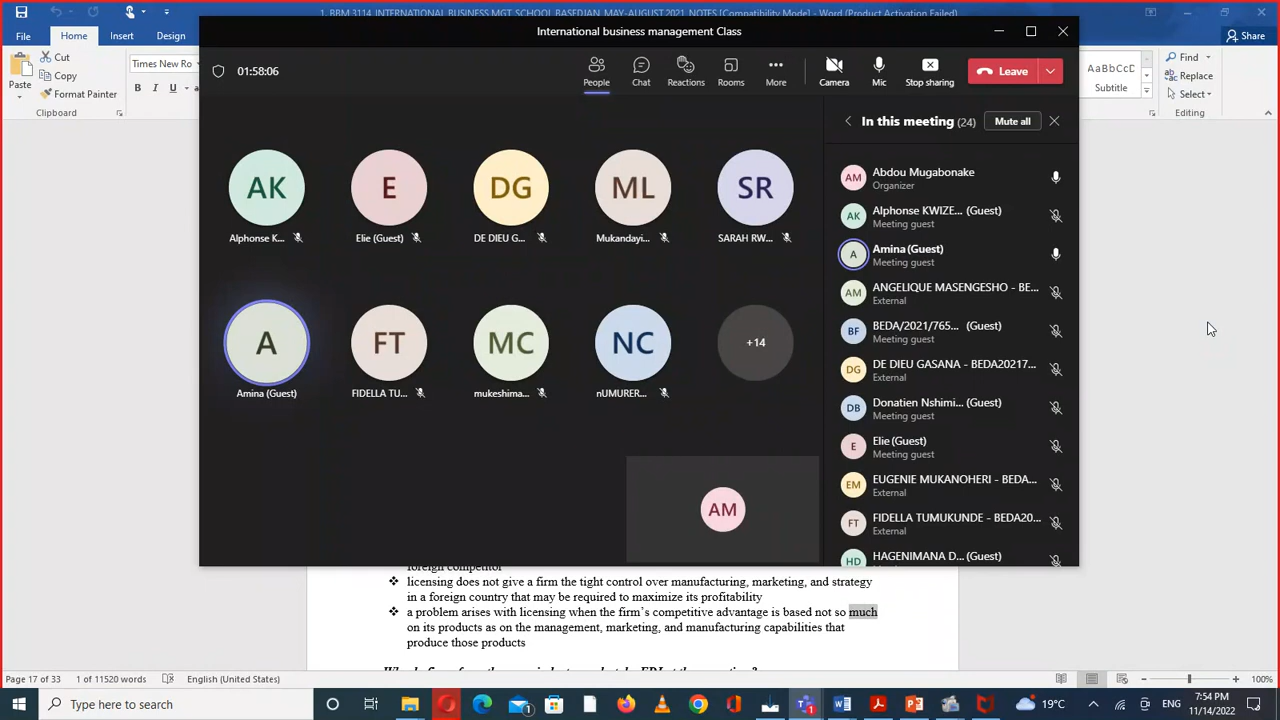 1. BBM 3114 INTERNATIONAL BUSINESS MGT. SCHOOL BASEDJAN. MAY-AUGUST 2021. NOTES [Compatibility Mode] - Word (Product Activation Failed)
File
Home
Insert
Design
Share
Cut
Copy
Format Painter
Paste
Clipboard
Times New Ro
B
I
U
AaBbCcD
Subtitle
Find
Replace
Select
Editing
International business management Class
01:58:06
People
Chat
Reactions
Rooms
More
Camera
Mic
Stop sharing
Leave
In this meeting (24)
Mute all
AK
Alphonse K...
E
Elie (Guest)
DG
DE DIEU G...
ML
Mukandayi...
SR
SARAH RW...
A
Amina (Guest)
FT
FIDELLA TU...
MC
mukeshima...
NC
nUMURER...
+14
AM
AM
Abdou Mugabonake
Organizer
AK
Alphonse KWIZE... (Guest)
Meeting guest
A
Amina (Guest)
Meeting guest
AM
ANGELIQUE MASENGESHO - BE...
External
BF
BEDA/2021/765... (Guest)
Meeting guest
DG
DE DIEU GASANA - BEDA20217...
External
DB
Donatien Nshimi... (Guest)
Meeting guest
E
Elie (Guest)
Meeting guest
EM
EUGENIE MUKANOHERI - BEDA...
External
FT
FIDELLA TUMUKUNDE - BEDA20...
External
HD
HAGENIMANA D... (Guest)
foreign competitor
❖ licensing does not give a firm the tight control over manufacturing, marketing, and strategy
in a foreign country that may be required to maximize its profitability
❖ a problem arises with licensing when the firm's competitive advantage is based not so much
on its products as on the management, marketing, and manufacturing capabilities that
produce those products
Page 17 of 33
1 of 11520 words
English (United States)
100%
Type here to search
19°C
ENG
7:54 PM
11/14/2022